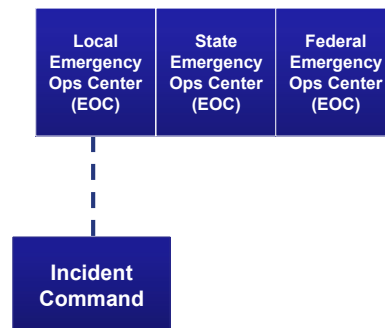 Local
Emergency
Ops Center
(EOC)
State
Emergency
Ops Center
(EOC)
Federal
Emergency
Ops Center
(EOC)
Incident
Command